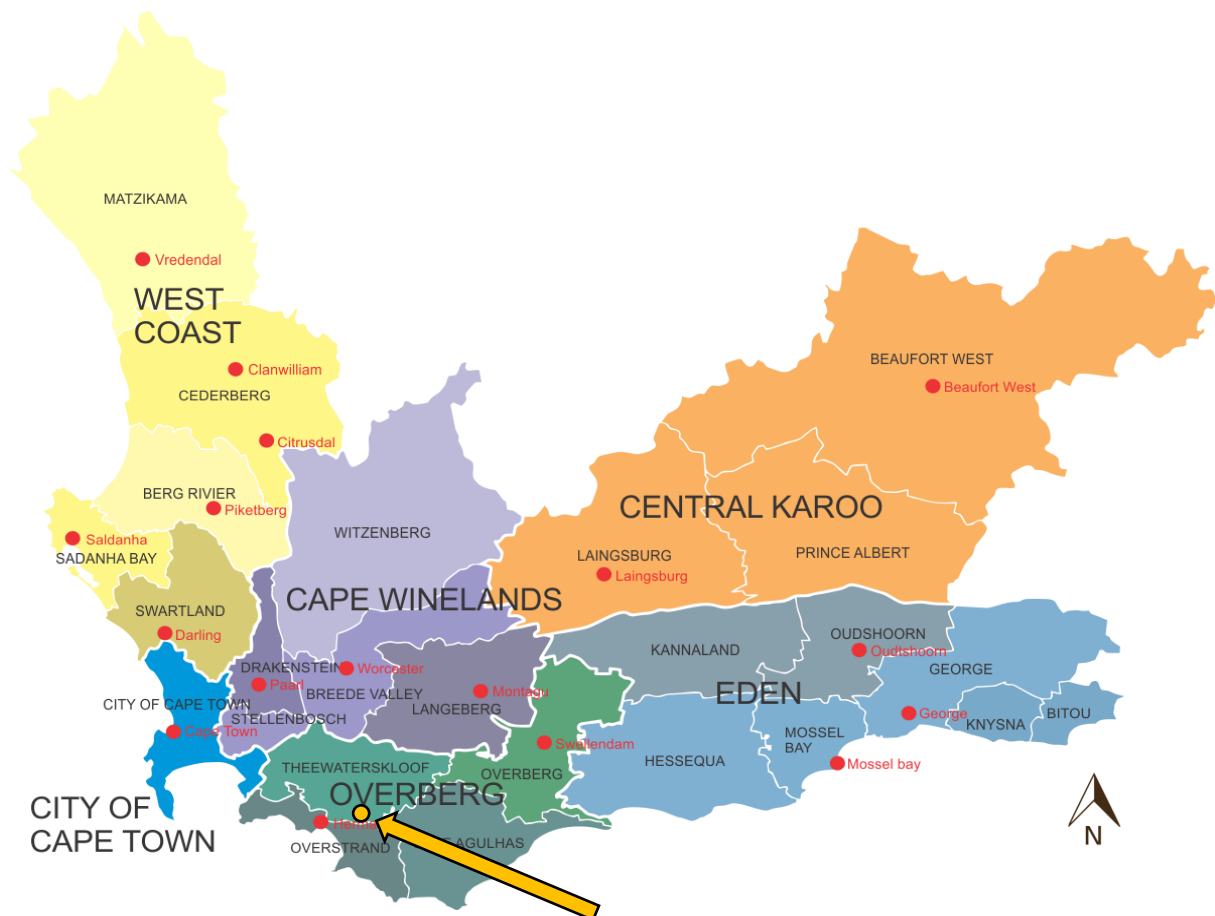 MATZIKAMA
Vredendal
WEST
COAST
Clanwilliam
CEDERBERG
Citrusdal
BERG RIVIER
Piketberg
Saldanha
SADANHA BAY
SWARTLAND
Darling
WITZENBERG
CAPE WINELANDS
DRAKENSTEIN
Worcester
Paarl
BREEDE VALLEY
Montagu
LANGEBERG
STELLENBOSCH
CITY OF CAPE TOWN
Cape Town
CITY OF
CAPE TOWN
BEAUFORT WEST
Beaufort West
CENTRAL KAROO
LAINGSBURG
Laingsburg
PRINCE ALBERT
KANNALAND
OUDSHOORN
Oudtshoorn
GEORGE
EDEN
George
KNYSNA
BITOU
MOSSEL
BAY
Mossel bay
HESSEQUA
Swellendam
OVERBERG
THEEWATERSKLOOF
OVERBERG
OVERSTRAND
AGULHAS
N